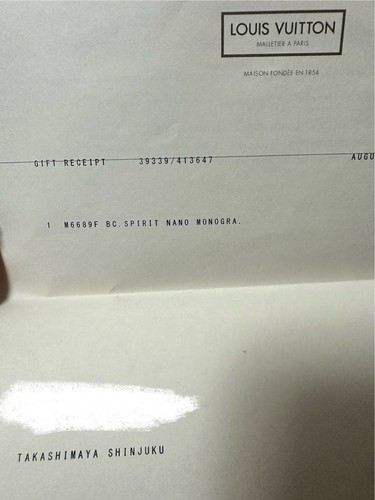 LOUIS VUITTON
MALLETIER A PARIS
MAISON FONDÉE EN 1854
GIFT RECEIPT 39339/413647 AUGU
1 M6689F BC.SPIRIT NANO MONOGRA.
TAKASHIMAYA SHINJUKU